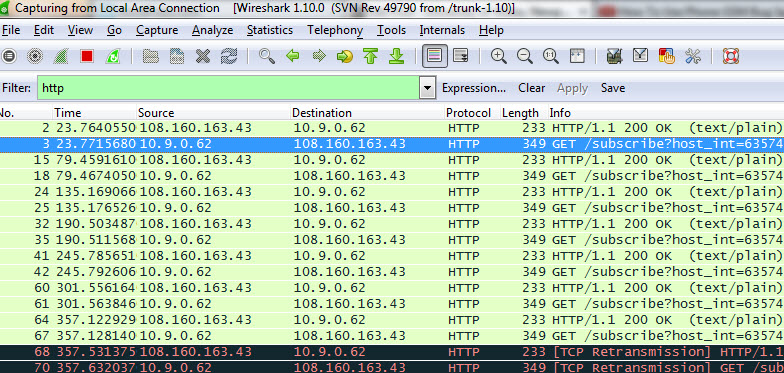 Capturing from Local Area Connection [Wireshark 1.10.0 (SVN Rev 49790 from /trunk-1.10)]
File Edit View Go Capture Analyze Statistics Telephony Tools Internals Help
Filter: http Expression... Clear Apply Save
No. Time Source Destination Protocol Length Info
2 23.7640550 108.160.163.43 10.9.0.62 HTTP 233 HTTP/1.1 200 OK (text/plain)
3 23.7715680 10.9.0.62 108.160.163.43 HTTP 349 GET /subscribe?host_int=63574
15 79.4591610 108.160.163.43 10.9.0.62 HTTP 233 HTTP/1.1 200 OK (text/plain)
18 79.4674050 10.9.0.62 108.160.163.43 HTTP 349 GET /subscribe?host_int=63574
24 135.169066 108.160.163.43 10.9.0.62 HTTP 233 HTTP/1.1 200 OK (text/plain)
25 135.176526 10.9.0.62 108.160.163.43 HTTP 349 GET /subscribe?host_int=63574
32 190.503487 108.160.163.43 10.9.0.62 HTTP 233 HTTP/1.1 200 OK (text/plain)
35 190.511568 10.9.0.62 108.160.163.43 HTTP 349 GET /subscribe?host_int=63574
41 245.785651 108.160.163.43 10.9.0.62 HTTP 233 HTTP/1.1 200 OK (text/plain)
42 245.792606 10.9.0.62 108.160.163.43 HTTP 349 GET /subscribe?host_int=63574
60 301.556164 108.160.163.43 10.9.0.62 HTTP 233 HTTP/1.1 200 OK (text/plain)
61 301.563846 10.9.0.62 108.160.163.43 HTTP 349 GET /subscribe?host_int=63574
64 357.122929 108.160.163.43 10.9.0.62 HTTP 233 HTTP/1.1 200 OK (text/plain)
67 357.128140 10.9.0.62 108.160.163.43 HTTP 349 GET /subscribe?host_int=63574
68 357.531375 108.160.163.43 10.9.0.62 HTTP 233 [TCP Retransmission] HTTP/1.1
70 357.632037 10.9.0.62 108.160.163.43 HTTP 349 [TCP Retransmission] GET /sub